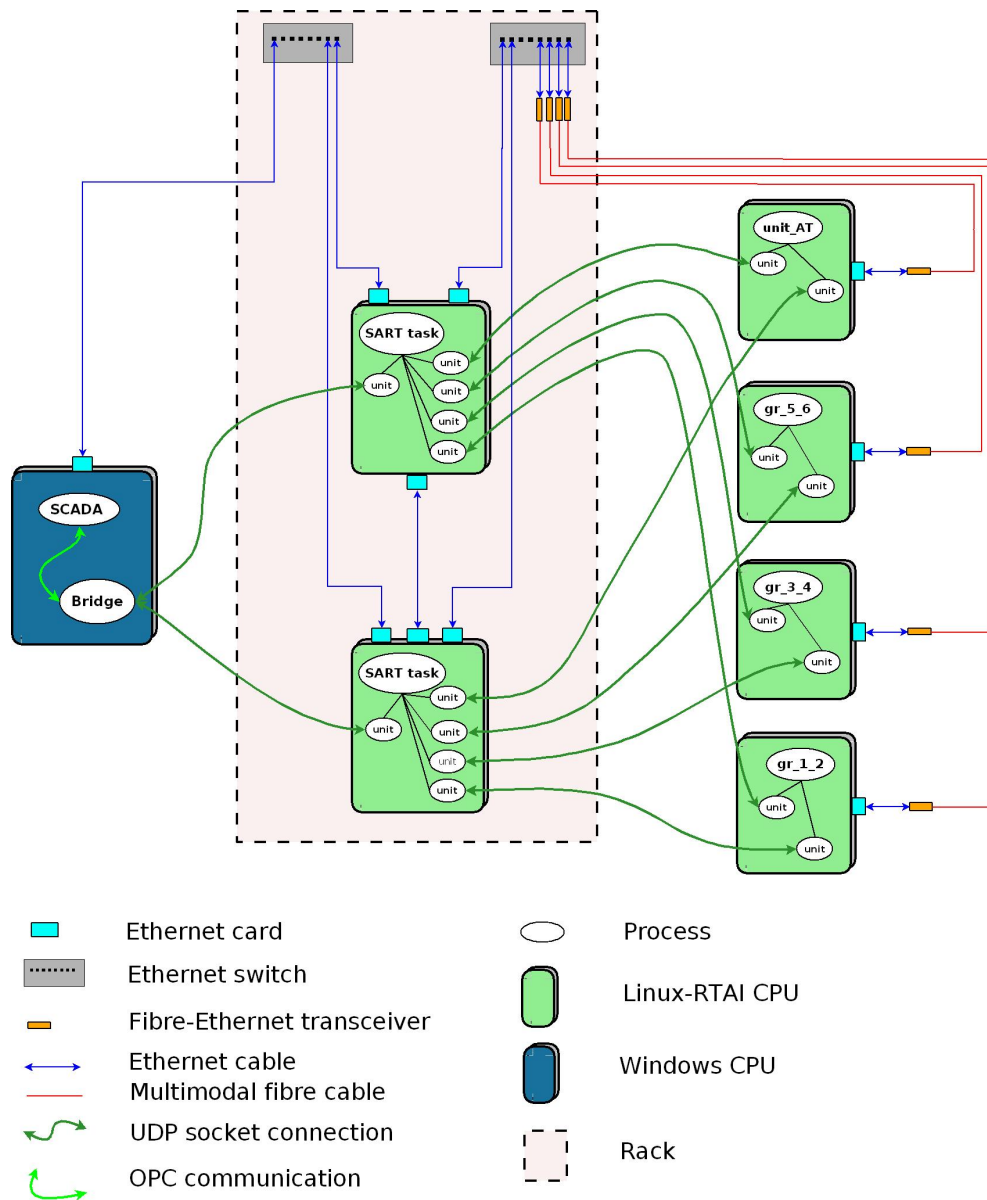 unit_AT
unit
unit
SART task
unit
unit
unit
unit
unit
gr_5_6
unit
unit
SCADA
Bridge
gr_3_4
unit
unit
SART task
unit
unit
unit
unit
unit
gr_1_2
unit
unit
Ethernet card
Ethernet switch
Fibre-Ethernet transceiver
Ethernet cable
Multimodal fibre cable
UDP socket connection
OPC communication
Process
Linux-RTAI CPU
Windows CPU
Rack